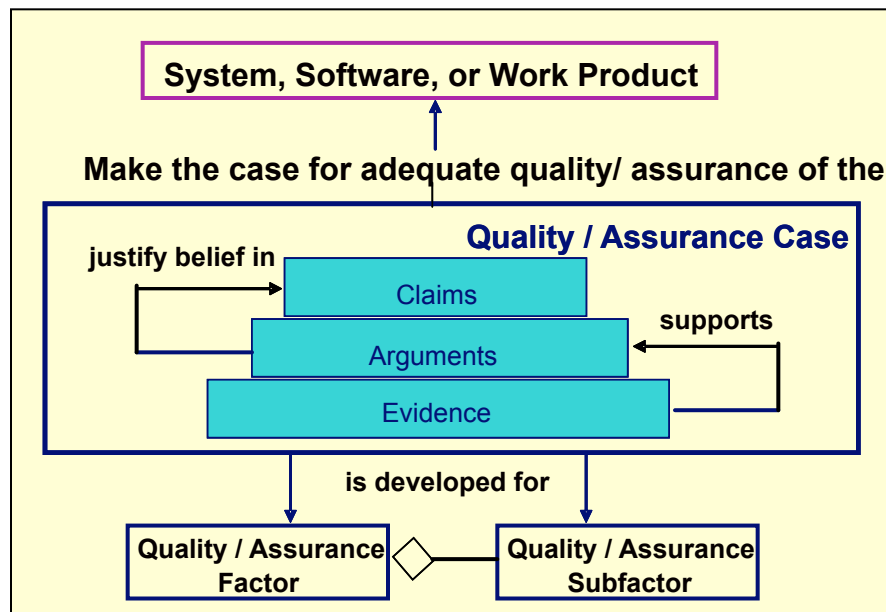 System, Software, or Work Product
Make the case for adequate quality/ assurance of the
Quality / Assurance Case
justify belief in
Claims
supports
Arguments
Evidence
is developed for
Quality / Assurance
Factor
Quality / Assurance
Subfactor